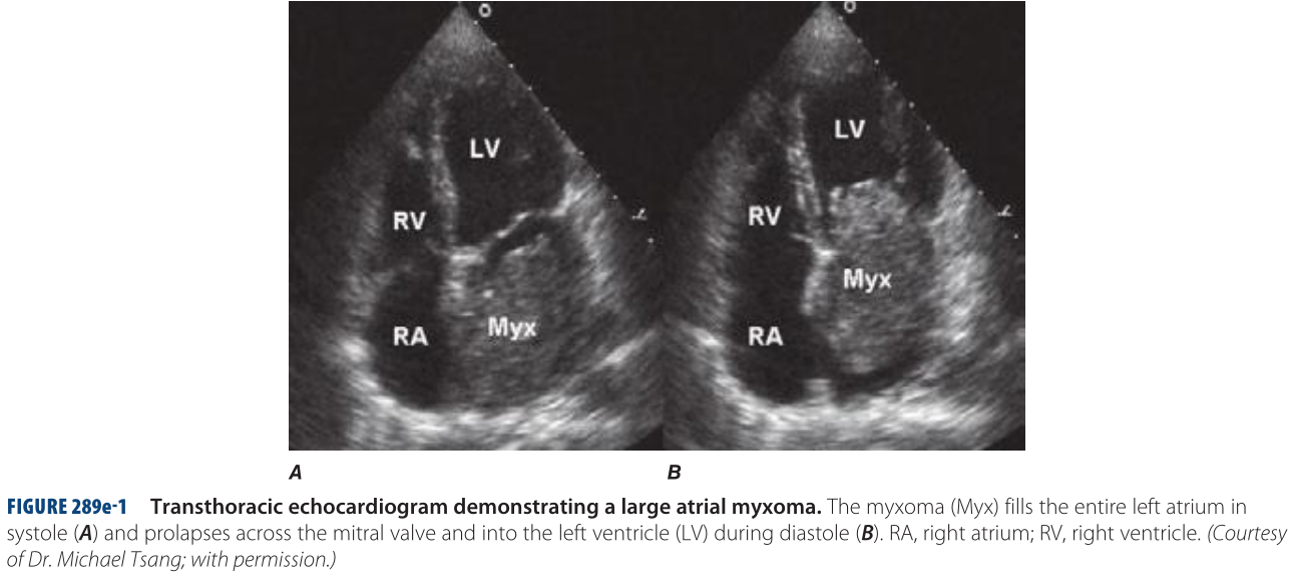 LV
RV
RA
Myx
LV
RV
RA
Myx
A
B
FIGURE 289e-1 Transthoracic echocardiogram demonstrating a large atrial myxoma. The myxoma (Myx) fills the entire left atrium in
systole (A) and prolapses across the mitral valve and into the left ventricle (LV) during diastole (B). RA, right atrium; RV, right ventricle. (Courtesy
of Dr. Michael Tsang; with permission.)